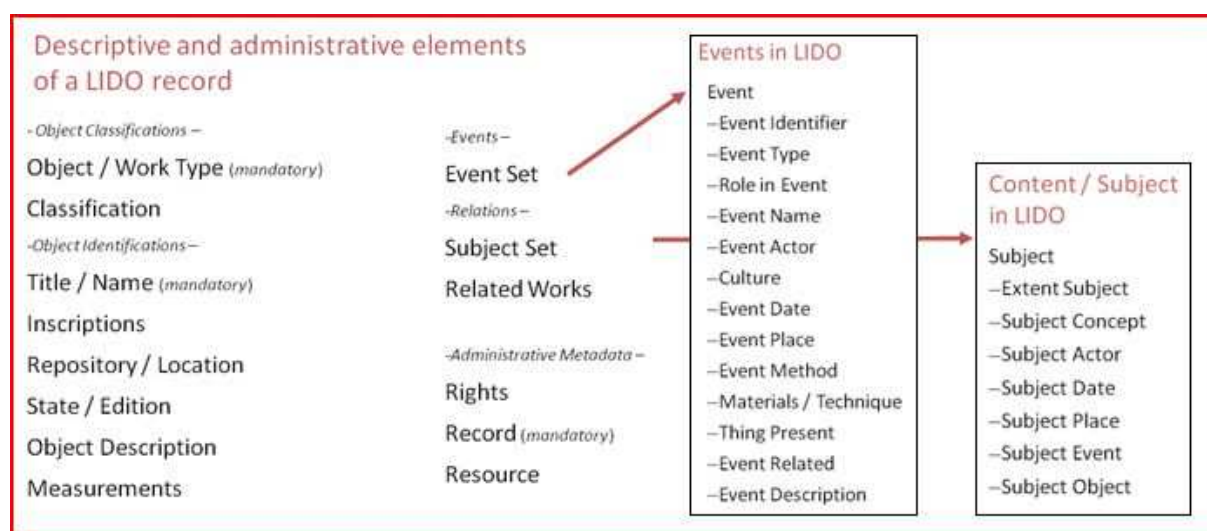 Descriptive and administrative elements
of a LIDO record
- Object Classifications –
Object / Work Type (mandatory)
Classification
-Object Identifications –
Title / Name (mandatory)
Inscriptions
Repository / Location
State / Edition
Object Description
Measurements
-Events –
Event Set
-Relations –
Subject Set
Related Works
-Administrative Metadata –
Rights
Record (mandatory)
Resource
Events in LIDO
Event
–Event Identifier
–Event Type
–Role in Event
–Event Name
–Event Actor
–Culture
–Event Date
–Event Place
–Event Method
–Materials / Technique
–Thing Present
–Event Related
–Event Description
Content / Subject
in LIDO
Subject
–Extent Subject
–Subject Concept
–Subject Actor
–Subject Date
–Subject Place
–Subject Event
–Subject Object